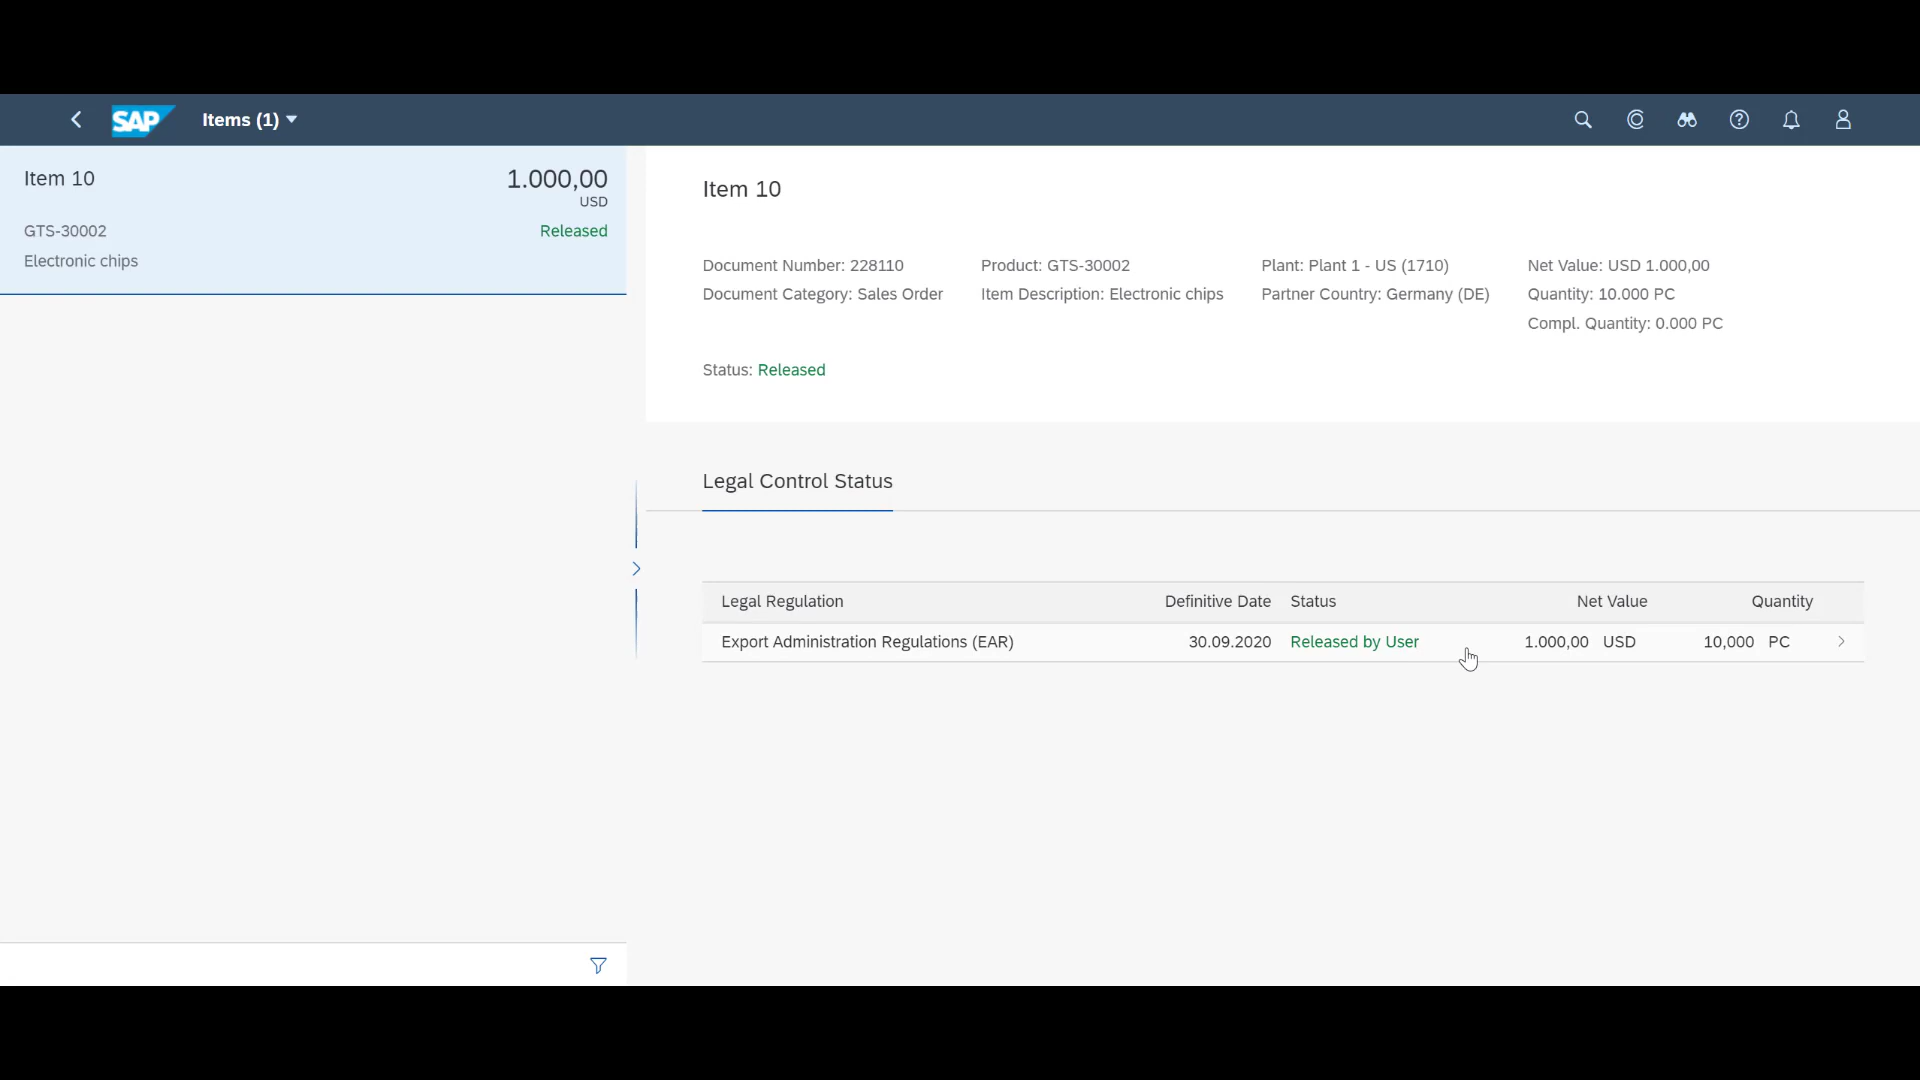 SAP Items (1)
Item 10 1.000,00
USD
GTS-30002 Released
Electronic chips
Item 10
Document Number: 228110 Product: GTS-30002 Plant: Plant 1 - US (1710) Net Value: USD 1.000,00
Document Category: Sales Order Item Description: Electronic chips Partner Country: Germany (DE) Quantity: 10.000 PC
Compl. Quantity: 0.000 PC
Status: Released
Legal Control Status
Legal Regulation Definitive Date Status Net Value Quantity
Export Administration Regulations (EAR) 30.09.2020 Released by User 1.000,00 USD 10,000 PC